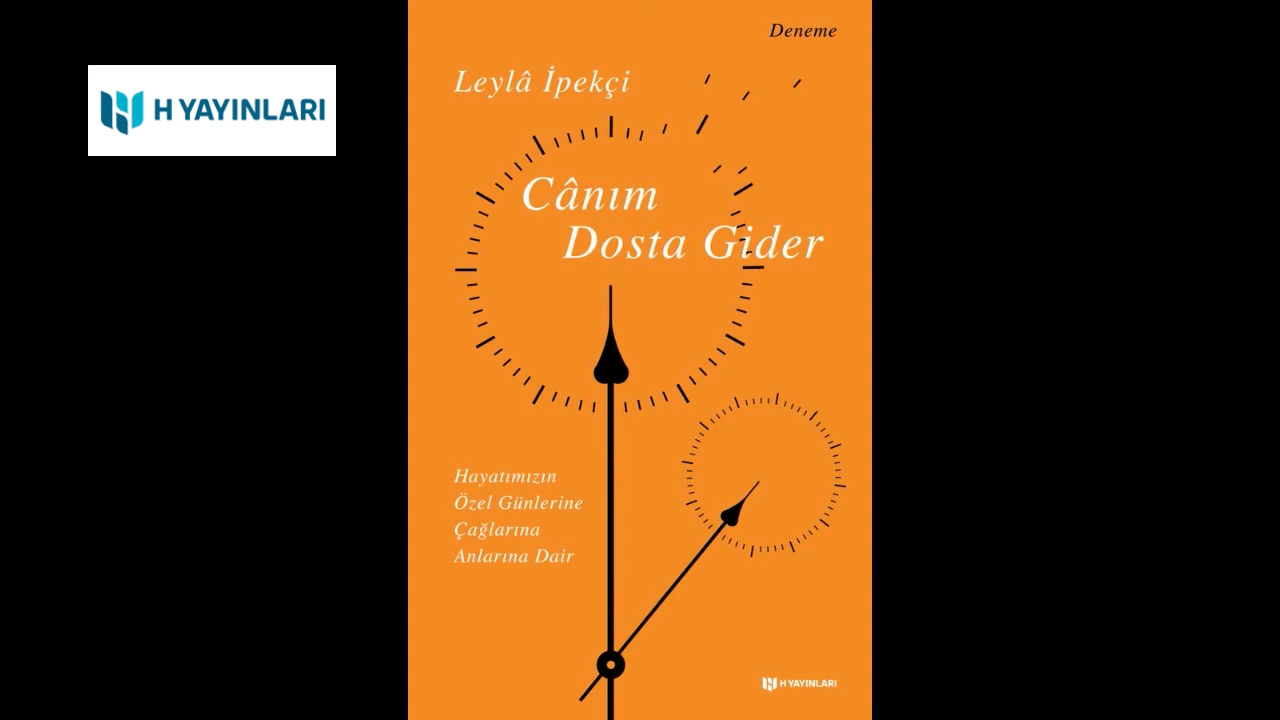 H YAYINLARI
Deneme
Leylâ İpekçi
Cânım
Dosta Gider
Hayatımızın
Özel Günlerine
Çağlarına
Anlarına Dair
H YAYINLARI